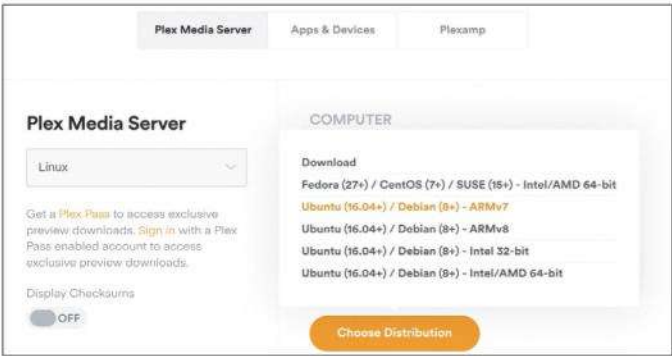 Plex Media Server
Apps & Devices
Plexamp
Plex Media Server
Linux
Get a Plex Pass to access exclusive
preview downloads. Sign in with a Plex
Pass enabled account to access
exclusive preview downloads.
Display Checksums
OFF
COMPUTER
Download
Fedora (27+) / CentOS (7+) / SUSE (15+) - Intel/AMD 64-bit
Ubuntu (16.04+) / Debian (8+) - ARMv7
Ubuntu (16.04+) / Debian (8+) - ARMv8
Ubuntu (16.04+) / Debian (8+) - Intel 32-bit
Ubuntu (16.04+) / Debian (8+) - Intel/AMD 64-bit
Choose Distribution